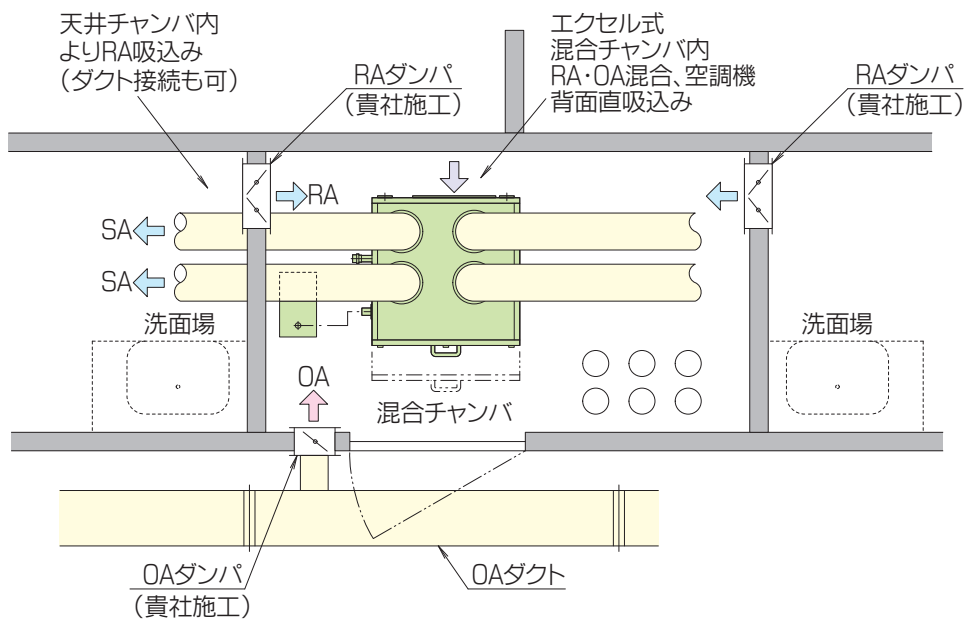 天井チャンバ内
よりRA吸込み
(ダクト接続も可)
RAダンパ
(貴社施工)
エクセル式
混合チャンバ内
RA・OA混合、空調機
背面直吸込み
RAダンパ
(貴社施工)
RA
SA
SA
洗面場
洗面場
OA
混合チャンバ
OAダンパ
(貴社施工)
OAダクト